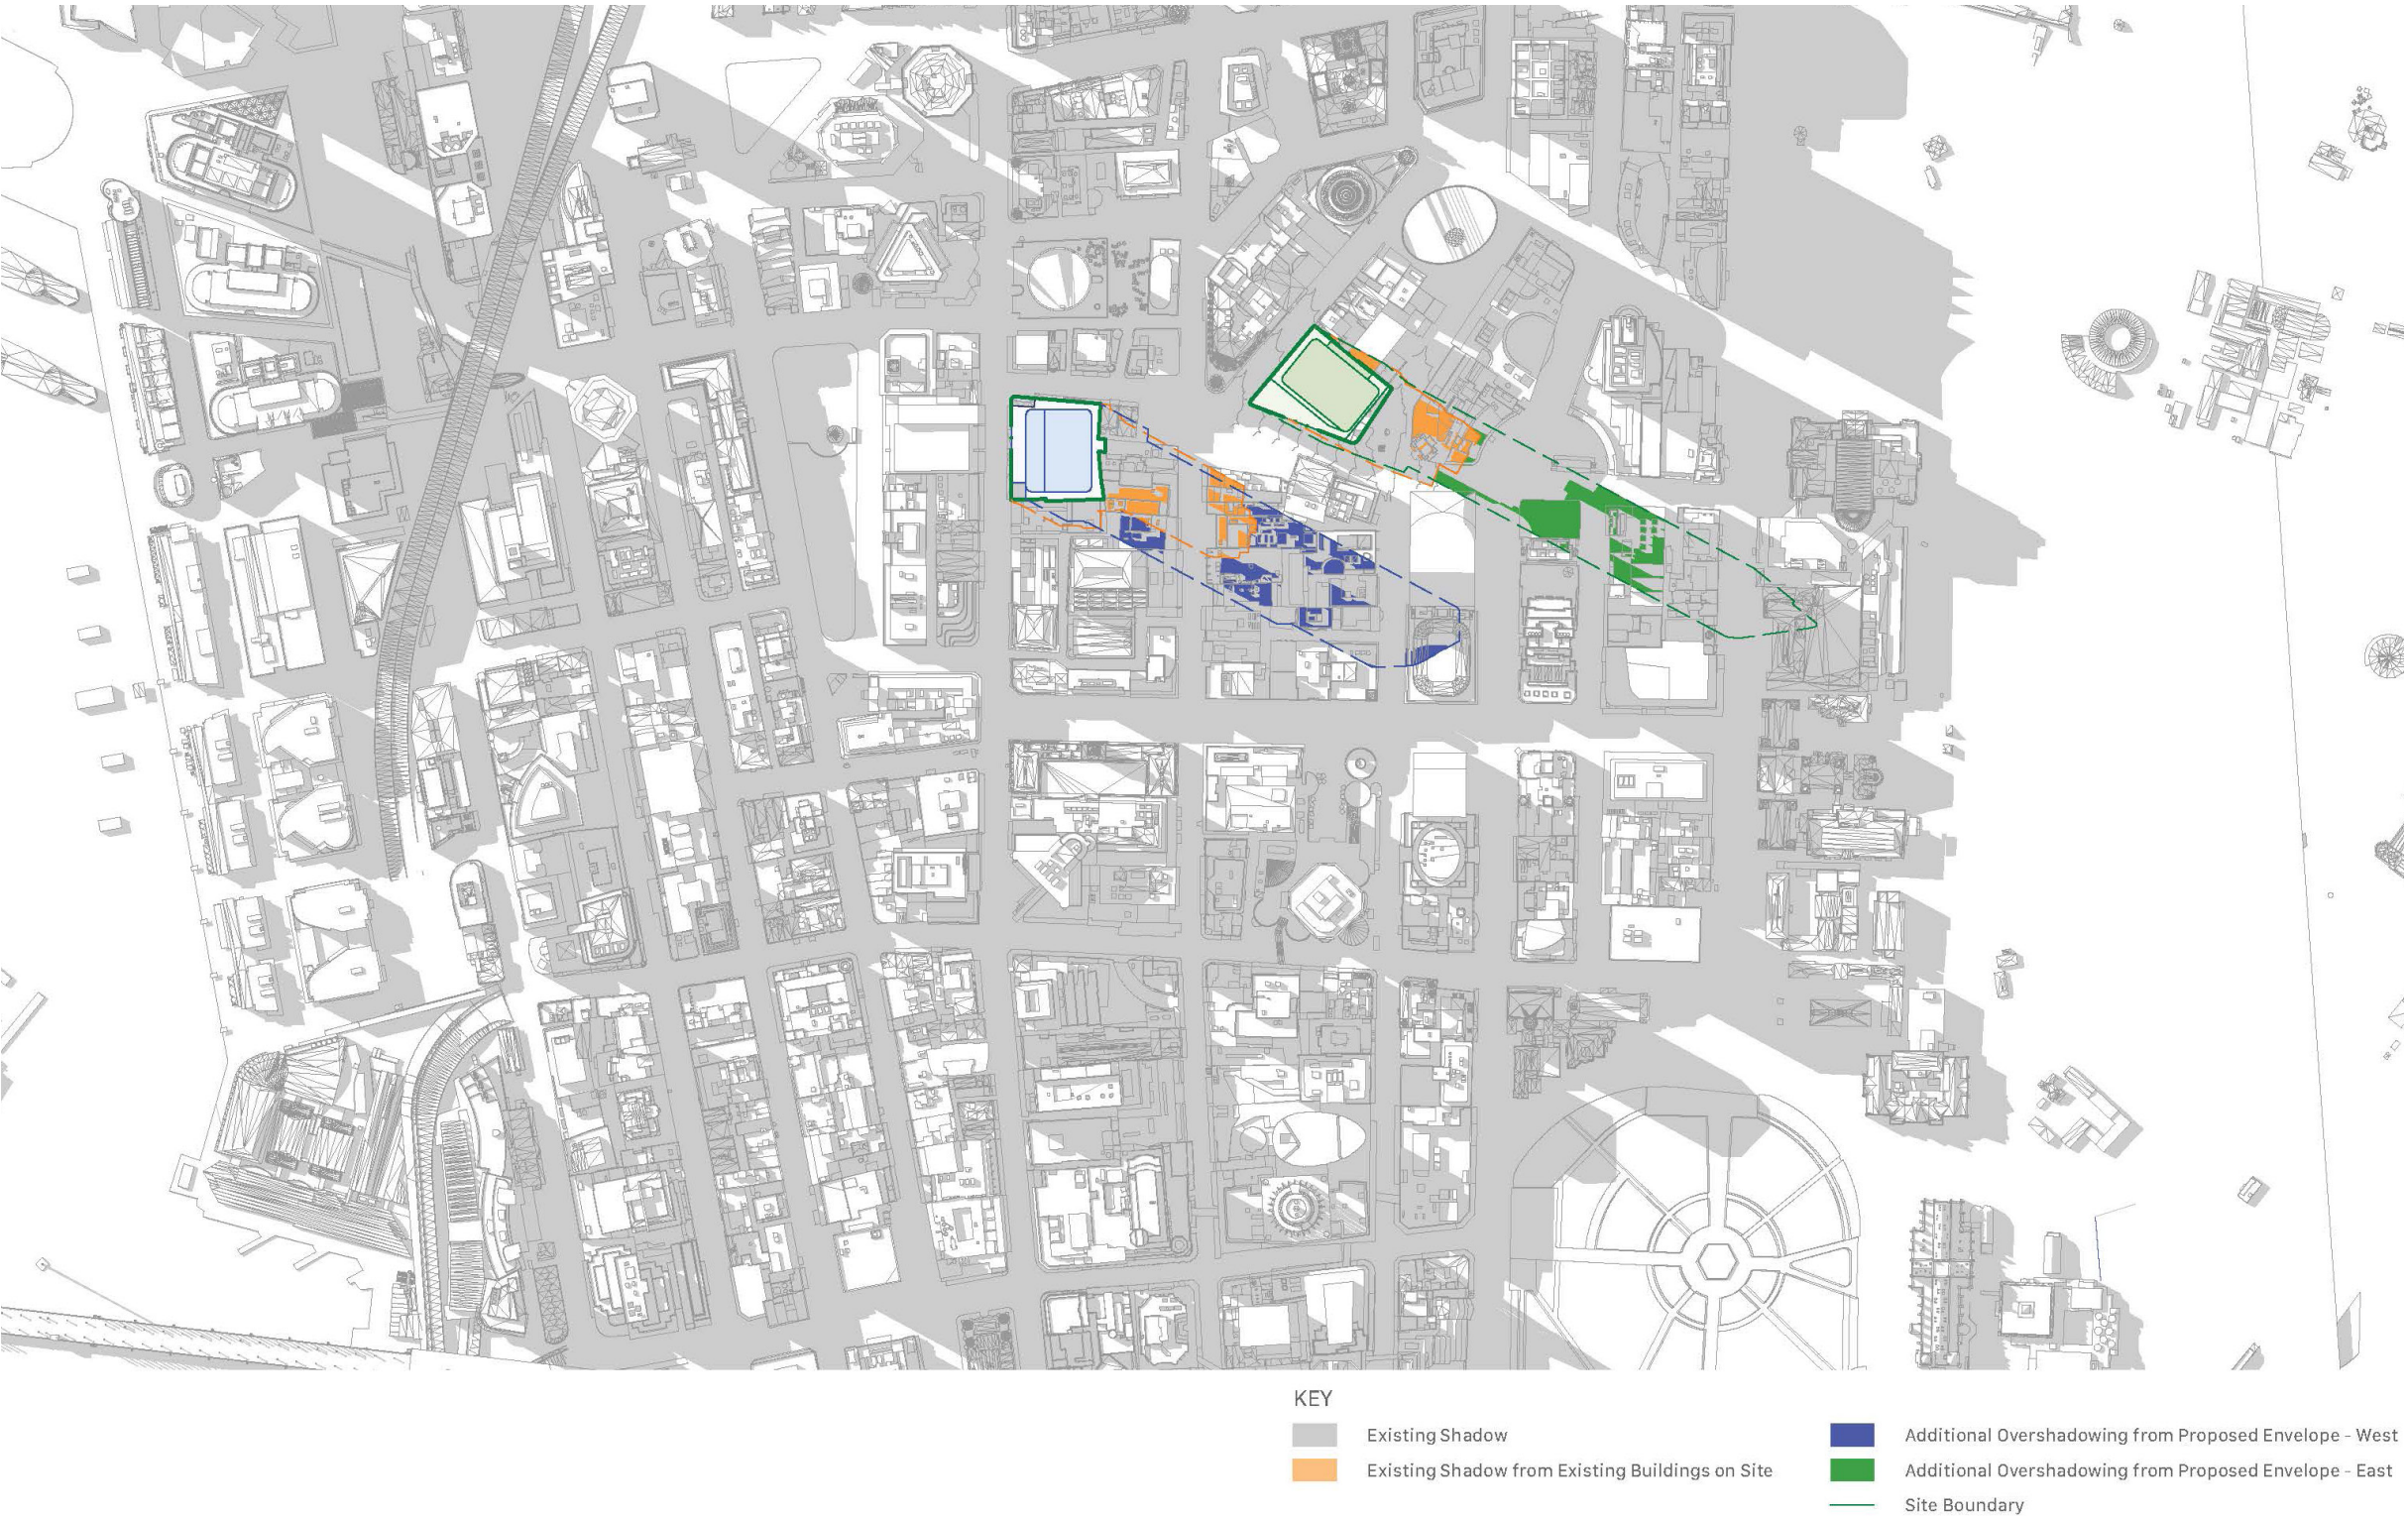 KEY
Existing Shadow
Existing Shadow from Existing Buildings on Site
Additional Overshadowing from Proposed Envelope - West
Additional Overshadowing from Proposed Envelope - East
Site Boundary